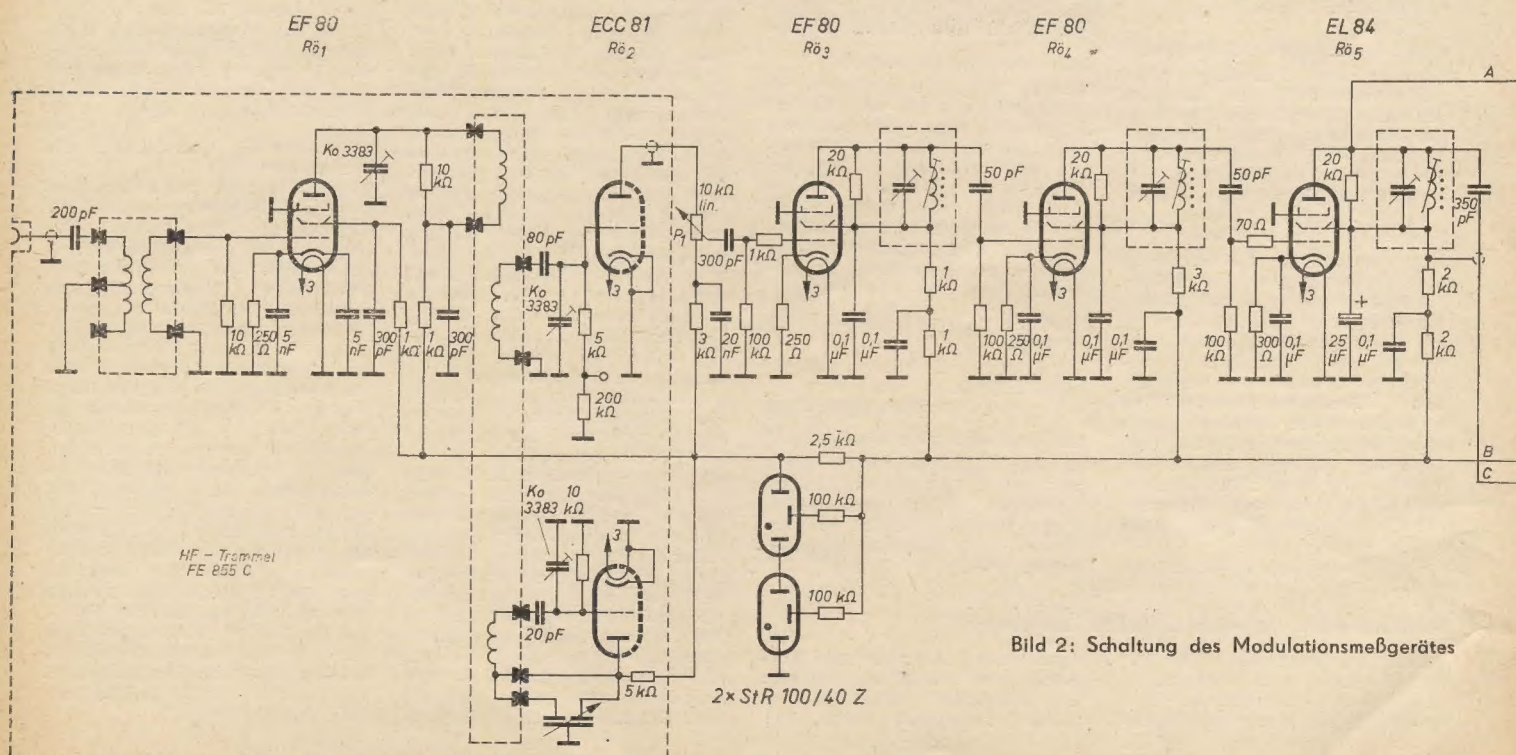 EF 80
Rö1
ECC 81
Rö2
EF 80
Rö3
EF 80
Rö4
EL 84
Rö5
A
200 pF
Ko 3383
10 kΩ
10 kΩ
250 Ω
5 nF
5 nF
300 pF
1 kΩ
1 kΩ
300 pF
3
80 pF
Ko 3383
5 kΩ
200 kΩ
3
10 kΩ lin.
P1
300 pF
1 kΩ
3 kΩ
20 nF
100 kΩ
250 Ω
0,1 µF
0,1 µF
3
20 kΩ
1 kΩ
1 kΩ
50 pF
20 kΩ
100 kΩ
250 Ω
0,1 µF
0,1 µF
3
3 kΩ
50 pF
70 Ω
20 kΩ
100 kΩ
300 Ω
0,1 µF
25 µF
0,1 µF
3
350 pF
2 kΩ
2 kΩ
B
C
2,5 kΩ
100 kΩ
100 kΩ
2× StR 100/40 Z
Ko 3383
10 kΩ
3
20 pF
5 kΩ
HF – Trommel
FE 855 C
Bild 2: Schaltung des Modulationsmeßgerätes